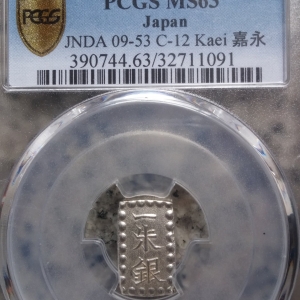 PCGS
PCGS MS63
Japan
JNDA 09-53 C-12 Kaei 嘉永
390744.63/32711091
一朱銀